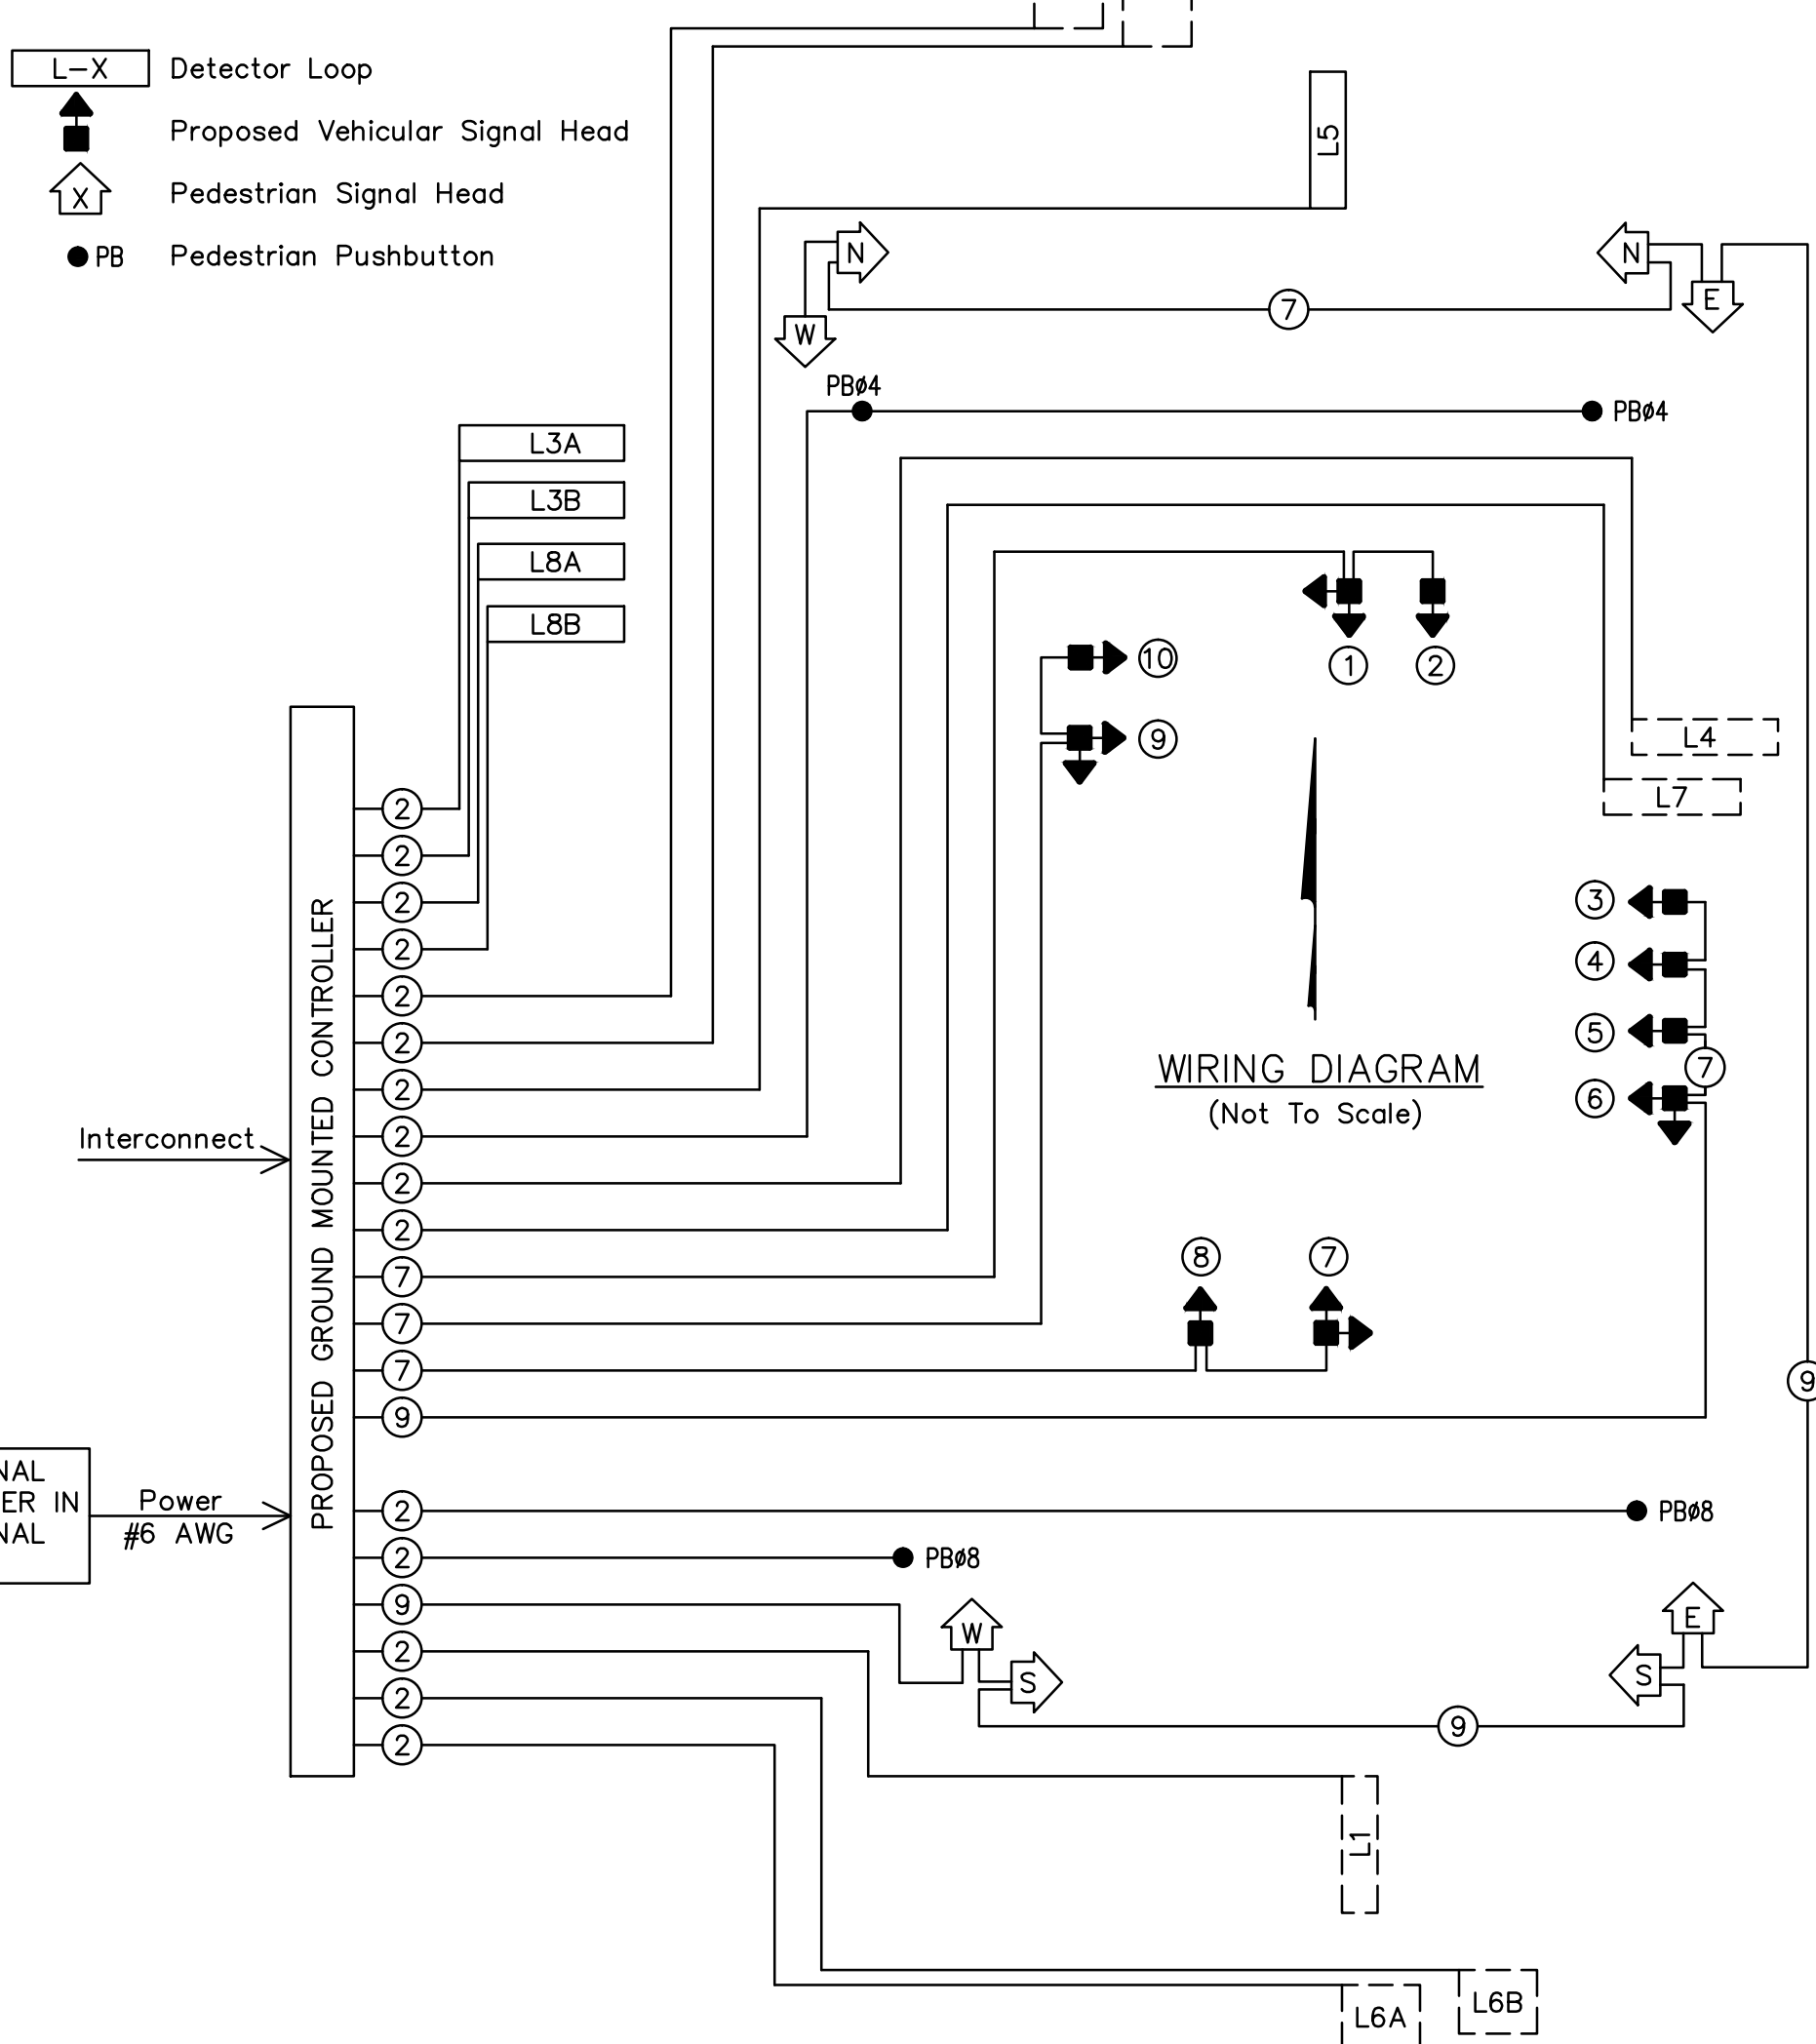 L-X Detector Loop
Proposed Vehicular Signal Head
X Pedestrian Signal Head
PB Pedestrian Pushbutton
L5
N
N
E
W
7
PBø4
PBø4
L3A
L3B
L8A
L8B
1
2
10
9
L4
L7
2
2
2
2
2
2
2
2
2
2
7
7
7
9
2
2
9
2
2
2
PROPOSED GROUND MOUNTED CONTROLLER
3
4
5
7
6
WIRING DIAGRAM
(Not To Scale)
Interconnect
8
7
9
NAL
ER IN
NAL
Power
#6 AWG
PBø8
PBø8
W
S
E
S
9
L1
L6A
L6B